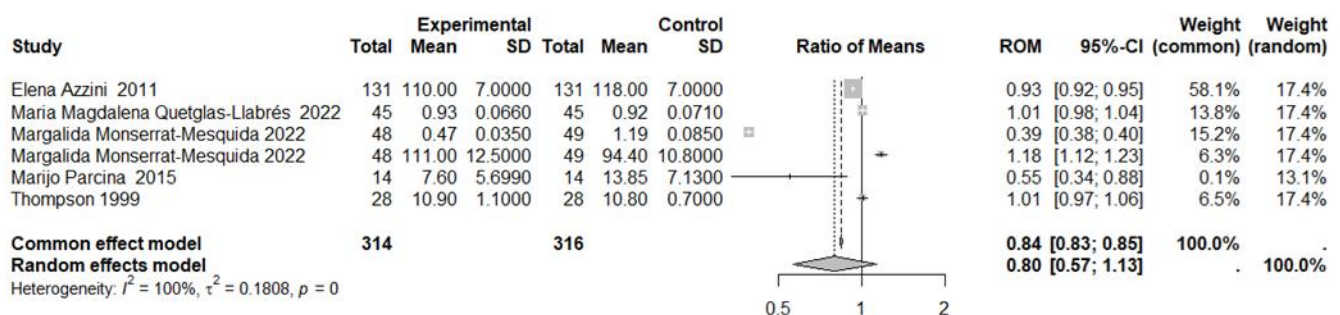 Experimental Control Weight Weight
Study Total Mean SD Total Mean SD Ratio of Means ROM 95%-CI (common) (random)
Elena Azzini 2011 131 110.00 7.0000 131 118.00 7.0000 0.93 [0.92; 0.95] 58.1% 17.4%
Maria Magdalena Quetglas-Llabrés 2022 45 0.93 0.0660 45 0.92 0.0710 1.01 [0.98; 1.04] 13.8% 17.4%
Margalida Monserrat-Mesquida 2022 48 0.47 0.0350 49 1.19 0.0850 0.39 [0.38; 0.40] 15.2% 17.4%
Margalida Monserrat-Mesquida 2022 48 111.00 12.5000 49 94.40 10.8000 1.18 [1.12; 1.23] 6.3% 17.4%
Marijo Parcina 2015 14 7.60 5.6990 14 13.85 7.1300 0.55 [0.34; 0.88] 0.1% 13.1%
Thompson 1999 28 10.90 1.1000 28 10.80 0.7000 1.01 [0.97; 1.06] 6.5% 17.4%
Common effect model 314 316 0.84 [0.83; 0.85] 100.0% .
Random effects model 0.80 [0.57; 1.13] . 100.0%
Heterogeneity: I² = 100%, τ² = 0.1808, p = 0
0.5 1 2